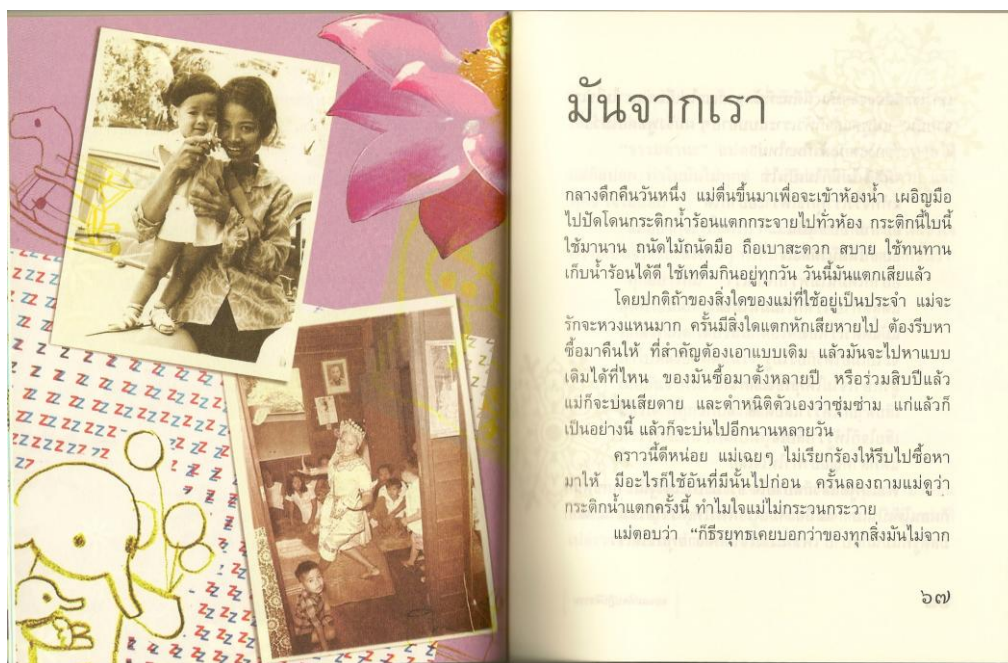 มันจากเรา
กลางดึกคืนวันหนึ่ง แม่ตื่นขึ้นมาเพื่อจะเข้าห้องน้ำ เผอิญมือ
ไปปัดโดนกระติกน้ำร้อนแตกกระจายไปทั่วห้อง กระติกนี้ใบนี้
ใช้มานาน ถนัดไม้ถนัดมือ ถือเบาสะดวก สบาย ใช้ทนทาน
เก็บน้ำร้อนได้ดี ใช้เทดื่มกินอยู่ทุกวัน วันนี้มันแตกเสียแล้ว
โดยปกติถ้าของสิ่งใดของแม่ที่ใช้อยู่เป็นประจำ แม่จะ
รักจะหวงแหนมาก ครั้นมีสิ่งใดแตกหักเสียหายไป ต้องรีบหา
ซื้อมาคืนให้ ที่สำคัญต้องเอาแบบเดิม แล้วมันจะไปหาแบบ
เดิมได้ที่ไหน ของมันซื้อมาตั้งหลายปี หรือร่วมสิบปีแล้ว
แม่ก็จะบ่นเสียดาย และตำหนิติตัวเองว่าซุ่มซ่าม แก่แล้วก็
เป็นอย่างนี้ แล้วก็จะบ่นไปอีกนานหลายวัน
คราวนี้ดีหน่อย แม่เฉยๆ ไม่เรียกร้องให้รีบไปซื้อหา
มาให้ มีอะไรก็ใช้อันที่มีนั้นไปก่อน ครั้นลองถามแม่ดูว่า
กระติกน้ำแตกครั้งนี้ ทำไมใจแม่ไม่กระวนกระวาย
แม่ตอบว่า “ก็ธีรยุทธเคยบอกว่าของทุกสิ่งมันไม่จาก
๖๗